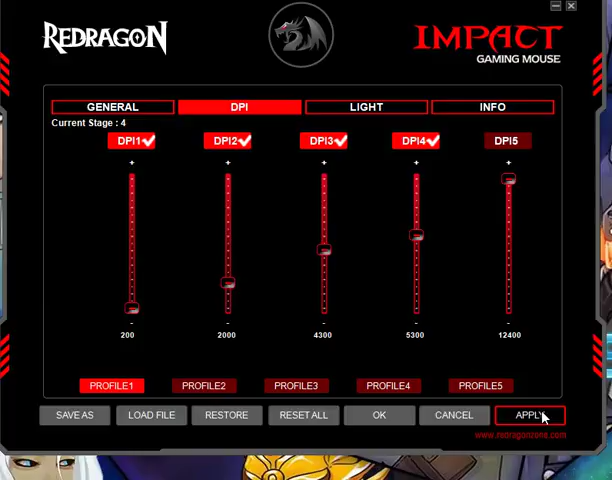 REDRAGON
IMPACT
GAMING MOUSE
GENERAL DPI LIGHT INFO
Current Stage : 4
DPI1 DPI2 DPI3 DPI4 DPI5
+ + + + +
- - - - -
200 2000 4300 5300 12400
PROFILE1 PROFILE2 PROFILE3 PROFILE4 PROFILE5
SAVE AS LOAD FILE RESTORE RESET ALL OK CANCEL APPLY
www.redragonzone.com